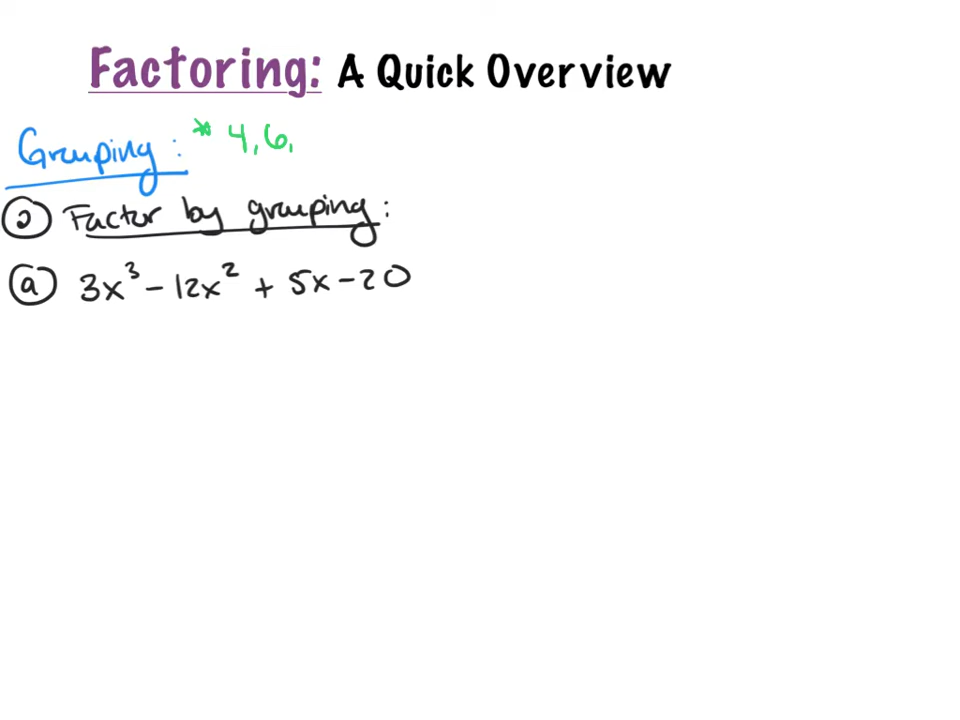 Factoring: A Quick Overview
Grouping: * 4, 6,
② Factor by grouping:
ⓐ 3x³ - 12x² + 5x - 20